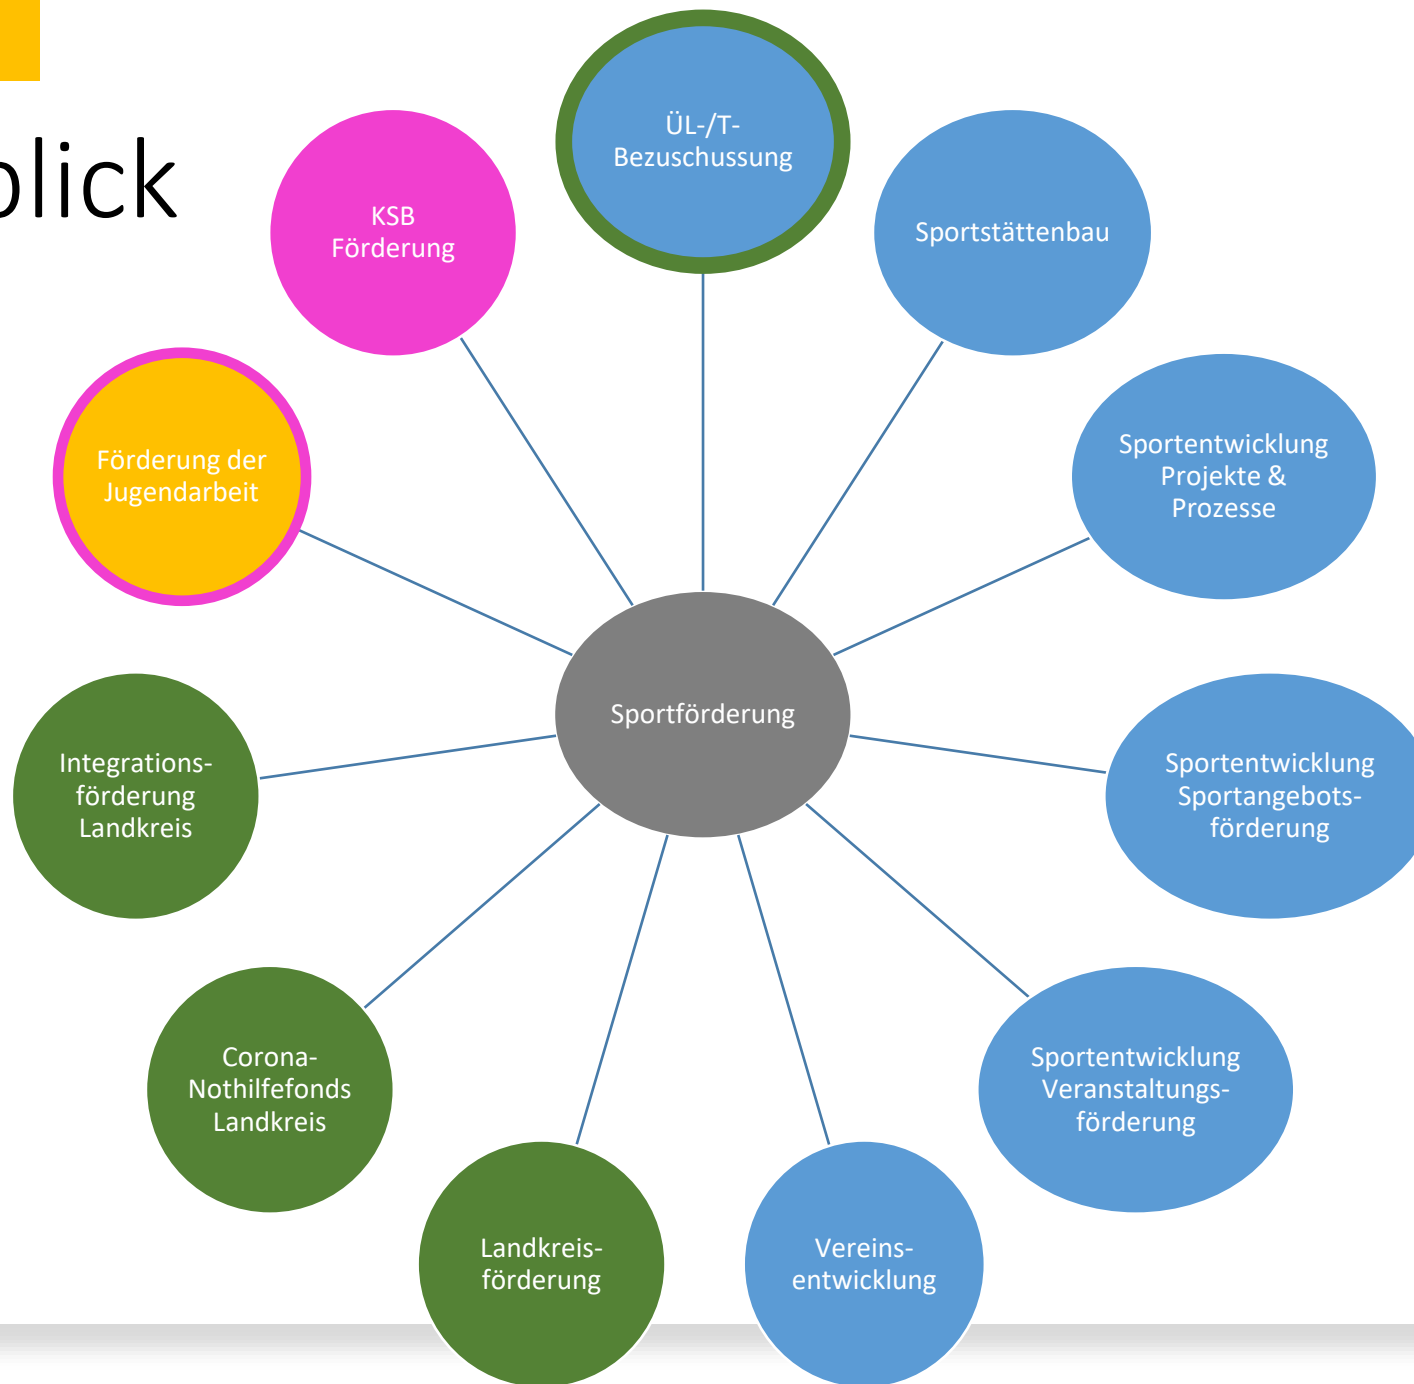 blick
ÜL-/T-
Bezuschussung
Sportstättenbau
Sportentwicklung
Projekte &
Prozesse
Sportentwicklung
Sportangebots-
förderung
Sportentwicklung
Veranstaltungs-
förderung
Vereins-
entwicklung
Landkreis-
förderung
Corona-
Nothilfefonds
Landkreis
Integrations-
förderung
Landkreis
Förderung der
Jugendarbeit
KSB
Förderung
Sportförderung